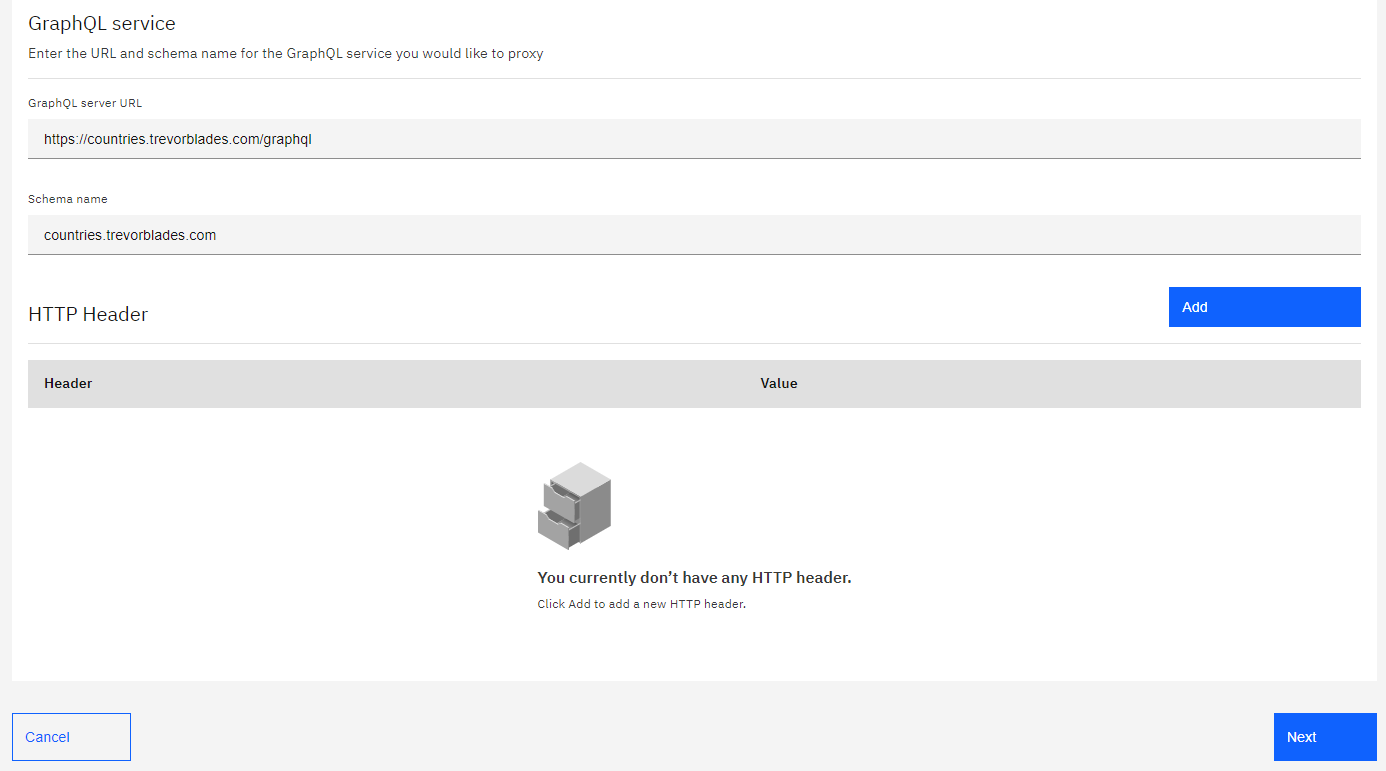 GraphQL service
Enter the URL and schema name for the GraphQL service you would like to proxy
GraphQL server URL
https://countries.trevorblades.com/graphql
Schema name
countries.trevorblades.com
HTTP Header
Add
Header Value
You currently don’t have any HTTP header.
Click Add to add a new HTTP header.
Cancel Next